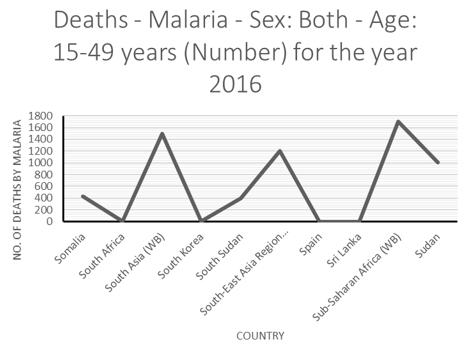 Deaths - Malaria - Sex: Both - Age:
15-49 years (Number) for the year
2016
NO. OF DEATHS BY MALARIA
1800
1600
1400
1200
1000
800
600
400
200
0
Somalia
South Africa
South Asia (WB)
South Korea
South Sudan
South-East Asia Region…
Spain
Sri Lanka
Sub-Saharan Africa (WB)
Sudan
COUNTRY